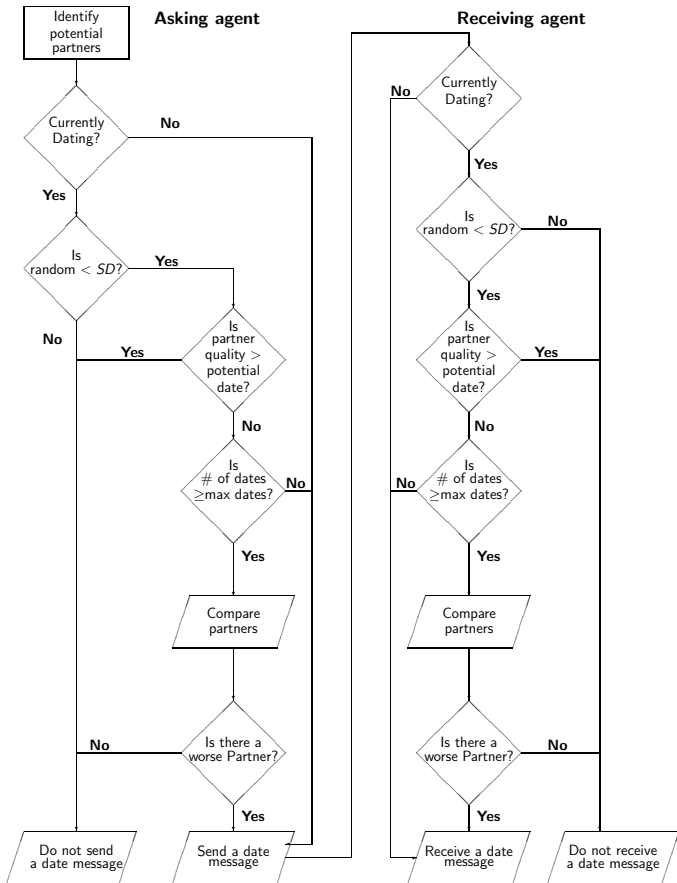 Asking agent
Identify
potential
partners
Currently
Dating?
No
Yes
Is
random < SD?
Yes
No
Is
partner
quality >
potential
date?
Yes
No
Is
# of dates
≥max dates?
No
Yes
Compare
partners
Is there a
worse Partner?
No
Yes
Do not send
a date message
Send a date
message
Receiving agent
Currently
Dating?
No
Yes
Is
random < SD?
No
Yes
Is
partner
quality >
potential
date?
Yes
No
Is
# of dates
≥max dates?
No
Yes
Compare
partners
Is there a
worse Partner?
No
Yes
Receive a date
message
Do not receive
a date message